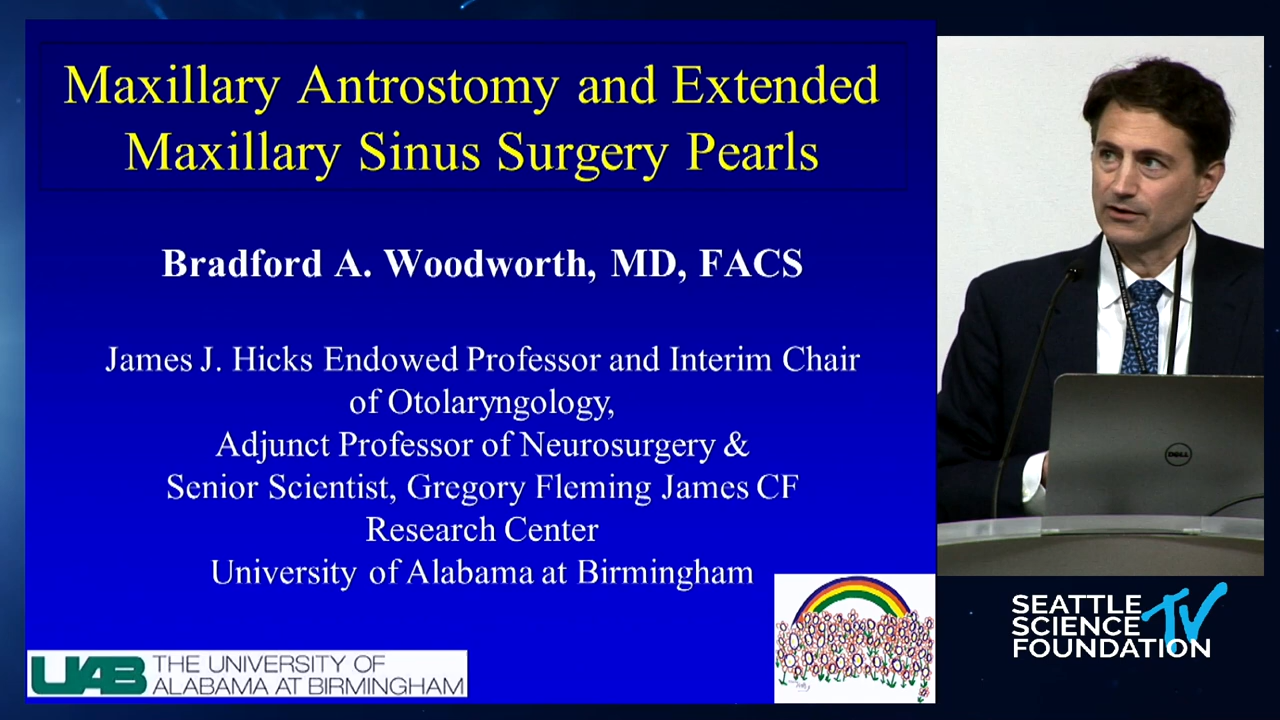 Maxillary Antrostomy and Extended
Maxillary Sinus Surgery Pearls
Bradford A. Woodworth, MD, FACS
James J. Hicks Endowed Professor and Interim Chair
of Otolaryngology,
Adjunct Professor of Neurosurgery &
Senior Scientist, Gregory Fleming James CF
Research Center
University of Alabama at Birmingham
UAB THE UNIVERSITY OF
ALABAMA AT BIRMINGHAM
DELL
SEATTLE
SCIENCE TV
FOUNDATION